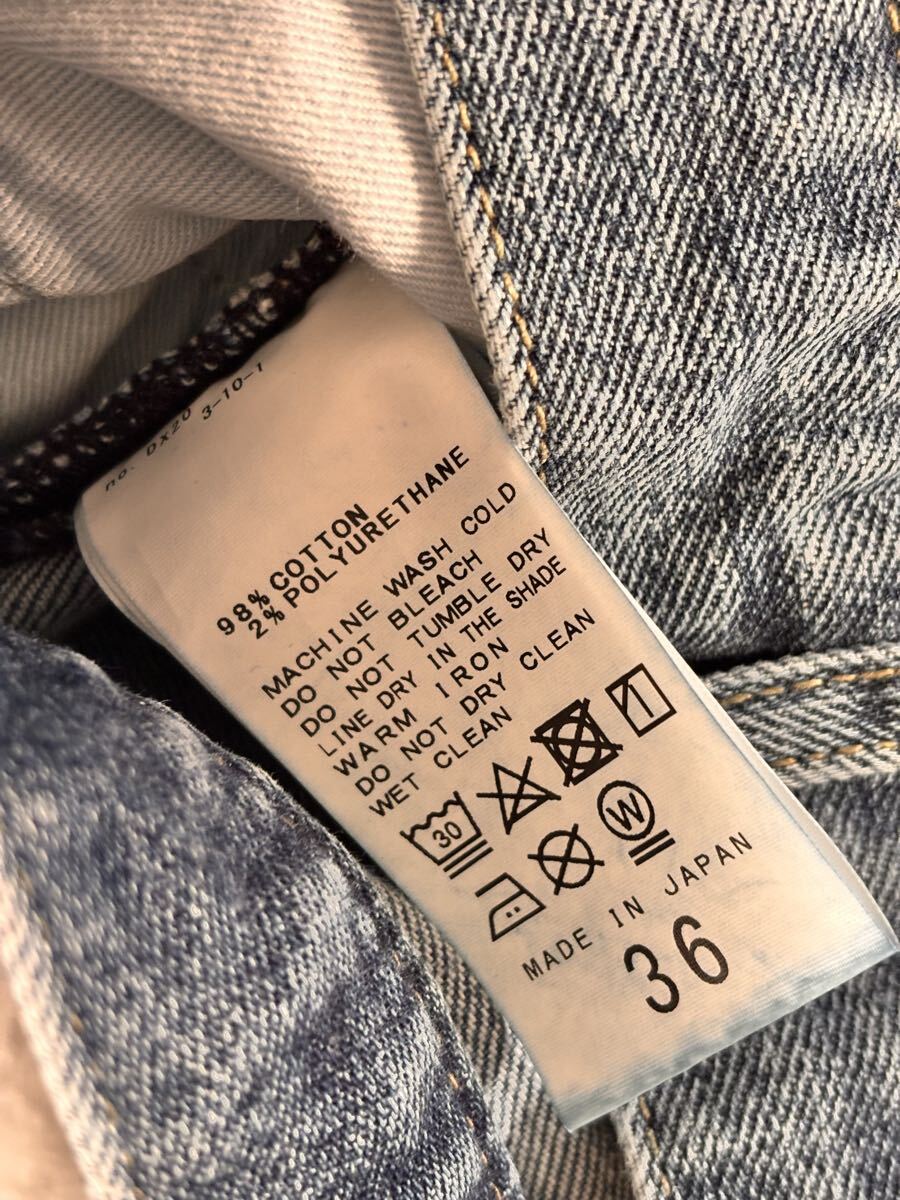 no. DX20
3-10-1
98% COTTON
2% POLYURETHANE
MACHINE WASH COLD
DO NOT BLEACH
DO NOT TUMBLE DRY
LINE DRY IN THE SHADE
WARM IRON
DO NOT DRY CLEAN
WET CLEAN
30
W
MADE IN JAPAN
36